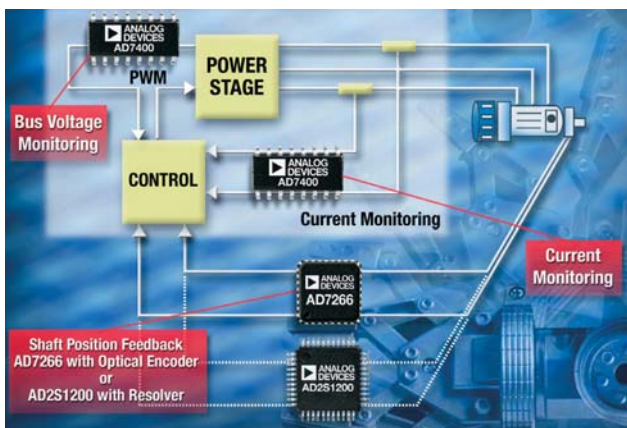 ANALOG
DEVICES
AD7400
PWM
POWER
STAGE
Bus Voltage
Monitoring
CONTROL
ANALOG
DEVICES
AD7400
Current Monitoring
Current
Monitoring
ANALOG
DEVICES
AD7266
Shaft Position Feedback
AD7266 with Optical Encoder
or
AD2S1200 with Resolver
ANALOG
DEVICES
AD2S1200